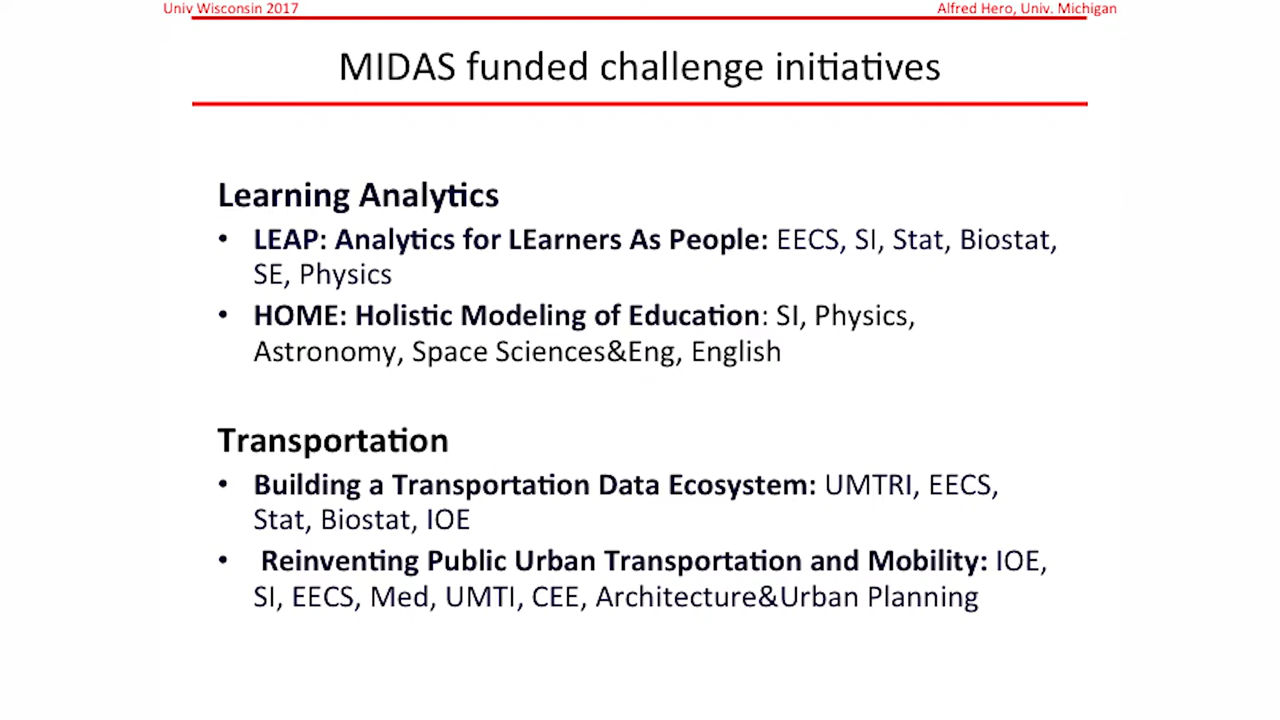 Univ Wisconsin 2017
Alfred Hero, Univ. Michigan
MIDAS funded challenge initiatives
Learning Analytics
• LEAP: Analytics for LEarners As People: EECS, SI, Stat, Biostat,
SE, Physics
• HOME: Holistic Modeling of Education: SI, Physics,
Astronomy, Space Sciences&Eng, English
Transportation
• Building a Transportation Data Ecosystem: UMTRI, EECS,
Stat, Biostat, IOE
• Reinventing Public Urban Transportation and Mobility: IOE,
SI, EECS, Med, UMTI, CEE, Architecture&Urban Planning